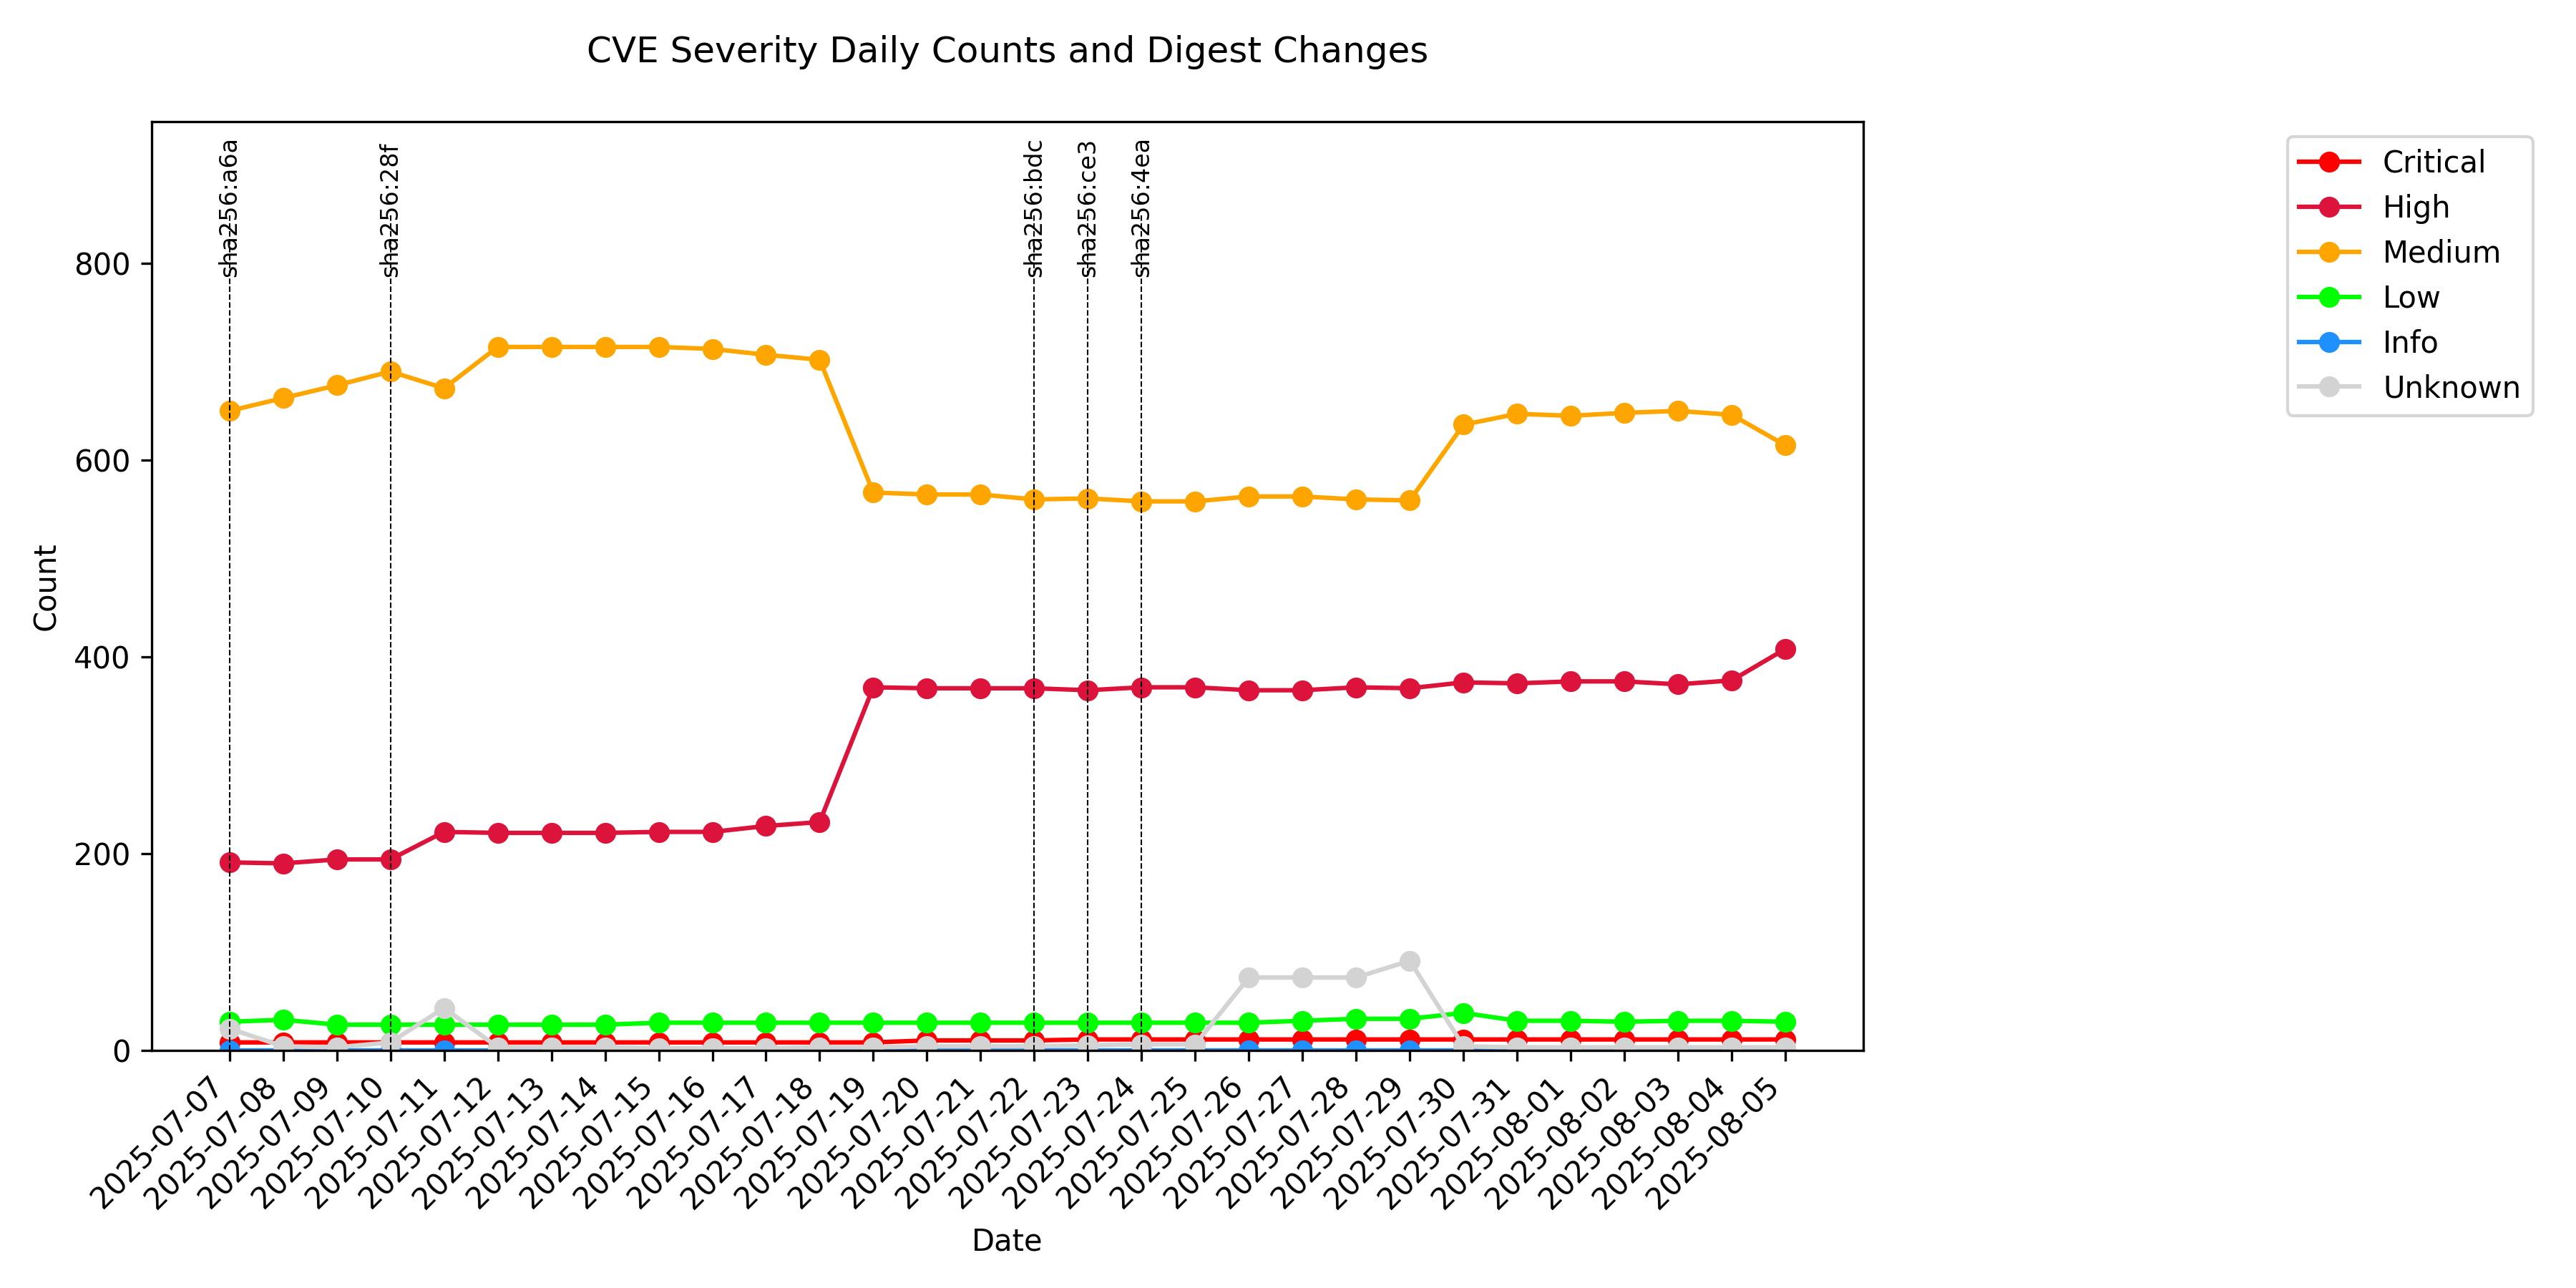 CVE Severity Daily Counts and Digest Changes
sha256:a6a
sha256:28f
sha256:bdc
sha256:ce3
sha256:4ea
Critical
High
Medium
Low
Info
Unknown
800
600
400
200
0
Count
2025-07-07
2025-07-08
2025-07-09
2025-07-10
2025-07-11
2025-07-12
2025-07-13
2025-07-14
2025-07-15
2025-07-16
2025-07-17
2025-07-18
2025-07-19
2025-07-20
2025-07-21
2025-07-22
2025-07-23
2025-07-24
2025-07-25
2025-07-26
2025-07-27
2025-07-28
2025-07-29
2025-07-30
2025-07-31
2025-08-01
2025-08-02
2025-08-03
2025-08-04
2025-08-05
Date